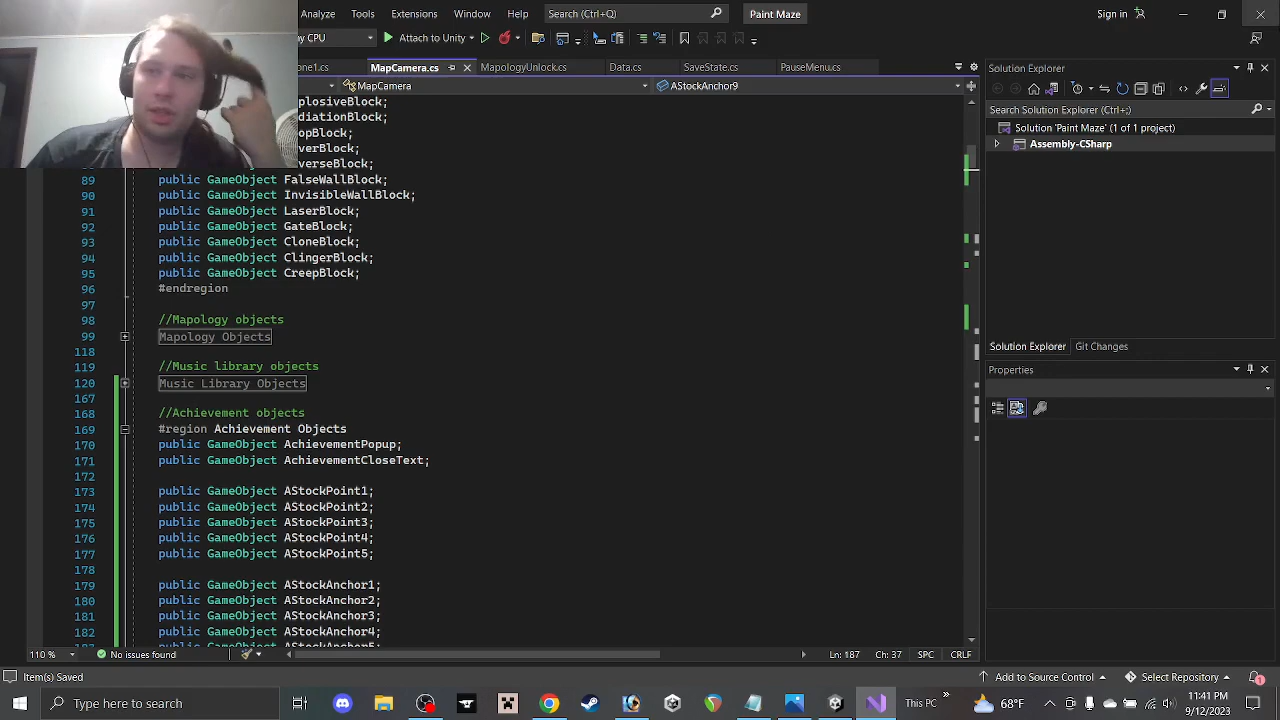 Analyze Tools Extensions Window Help Search (Ctrl+Q) Paint Maze Sign in
CPU Attach to Unity
one1.cs MapCamera.cs MapologyUnlock.cs Data.cs SaveState.cs PauseMenu.cs
MapCamera AStockAnchor9
plosiveBlock;
diationBlock;
opBlock;
verBlock;
verseBlock;
89 public GameObject FalseWallBlock;
90 public GameObject InvisibleWallBlock;
91 public GameObject LaserBlock;
92 public GameObject GateBlock;
93 public GameObject CloneBlock;
94 public GameObject ClingerBlock;
95 public GameObject CreepBlock;
96 #endregion
97
98 //Mapology objects
99 Mapology Objects
118
119 //Music library objects
120 Music Library Objects
167
168 //Achievement objects
169 #region Achievement Objects
170 public GameObject AchievementPopup;
171 public GameObject AchievementCloseText;
172
173 public GameObject AStockPoint1;
174 public GameObject AStockPoint2;
175 public GameObject AStockPoint3;
176 public GameObject AStockPoint4;
177 public GameObject AStockPoint5;
178
179 public GameObject AStockAnchor1;
180 public GameObject AStockAnchor2;
181 public GameObject AStockAnchor3;
182 public GameObject AStockAnchor4;
Solution Explorer
Search Solution Explorer (Ctrl+;)
Solution 'Paint Maze' (1 of 1 project)
Assembly-CSharp
Solution Explorer Git Changes
Properties
110 % No issues found Ln: 187 Ch: 37 SPC CRLF
Item(s) Saved Add to Source Control Select Repository 1
Type here to search This PC 68°F 11:41 PM
9/12/2023